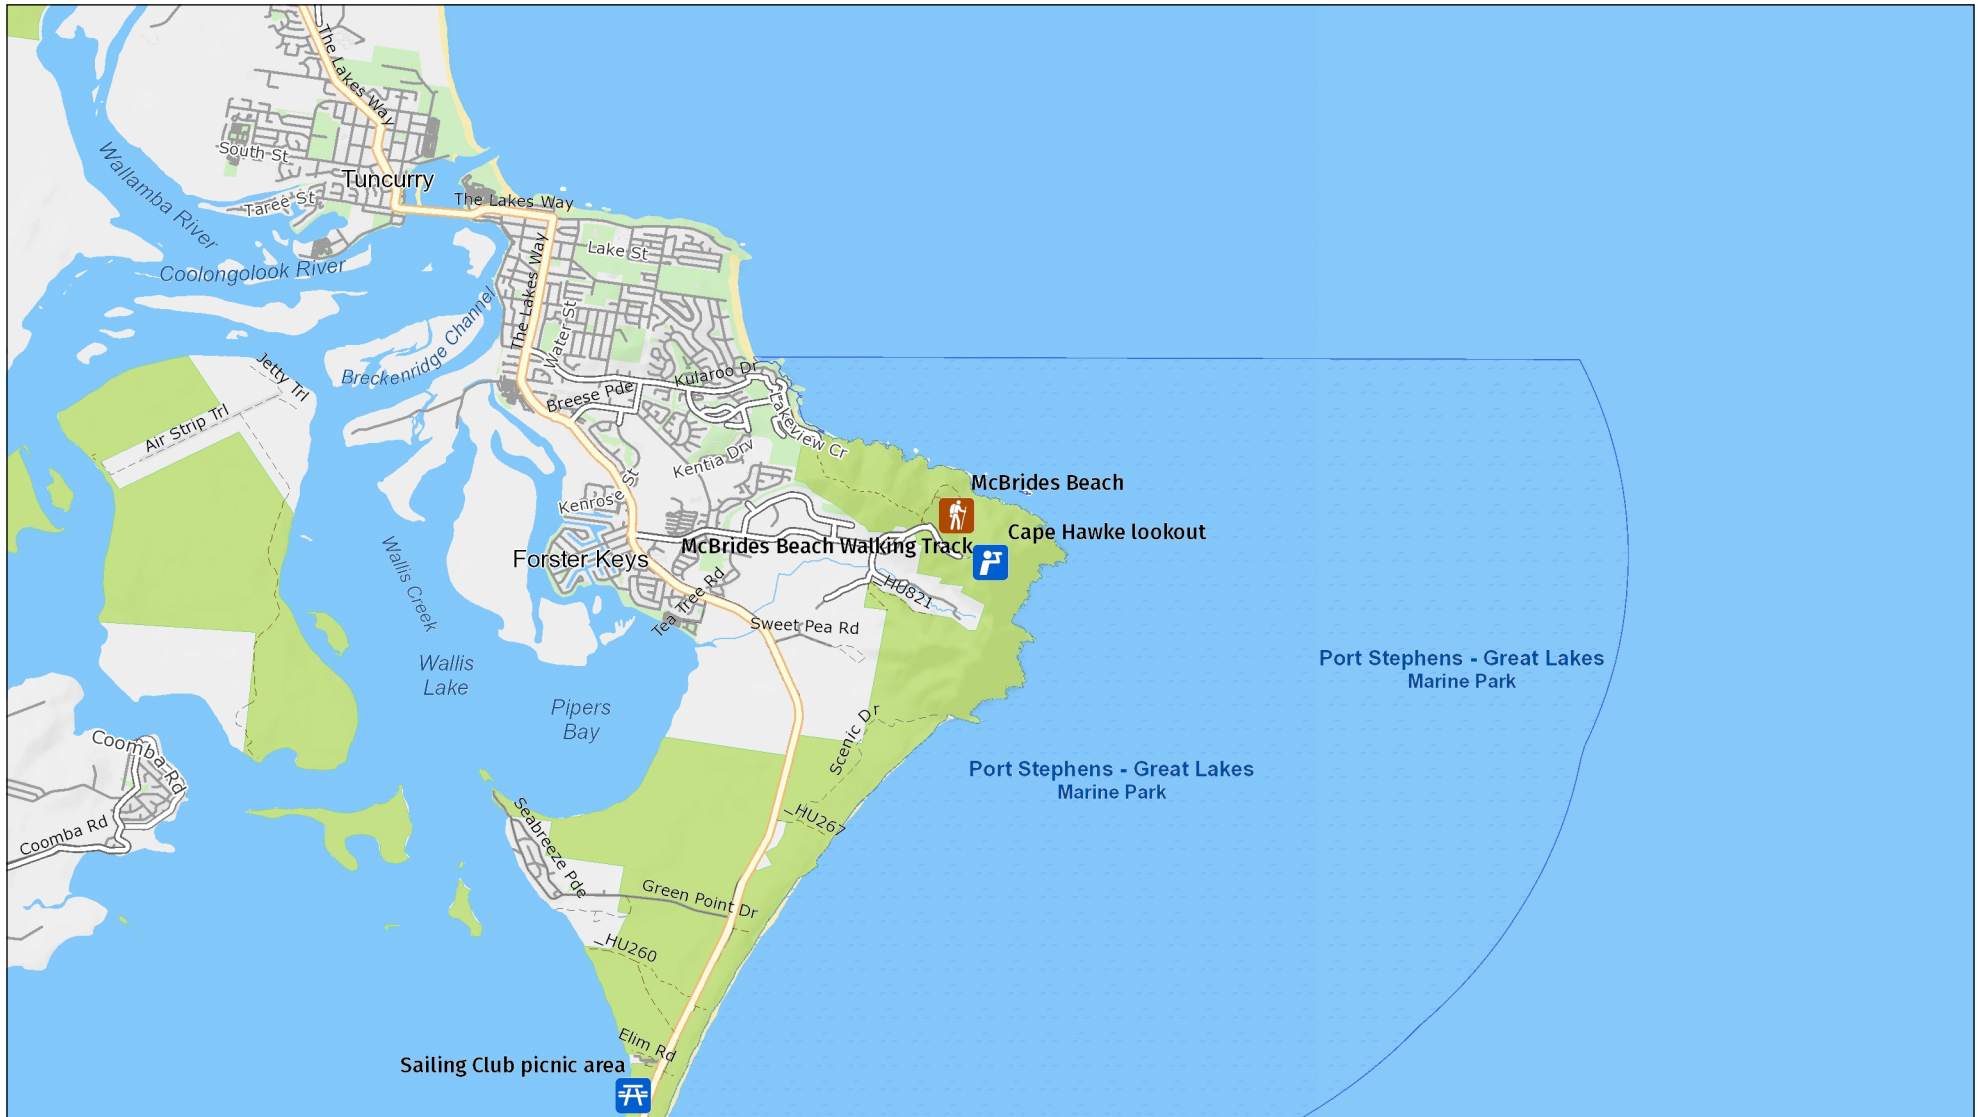 The Lakes Way
South St
Tuncurry
Wallamba River
Taree St
The Lakes Way
Coolongolook River
Lake St
The Lakes Way
Water St
Breckenridge Channel
Jetty Trl
Air Strip Trl
Kularoo Dr
Breese Pde
Lakeview Cr
Kentia Drv
Kenrose St
McBrides Beach
Cape Hawke lookout
McBrides Beach Walking Track
Forster Keys
Wallis Creek
_HU821
Tea Tree Rd
Sweet Pea Rd
Wallis
Lake
Port Stephens - Great Lakes
Marine Park
Pipers
Bay
Scenic Dr
Coomba Rd
Port Stephens - Great Lakes
Marine Park
_HU267
Coomba Rd
Seabreeze Pde
Green Point Dr
_HU260
Elim Rd
Sailing Club picnic area